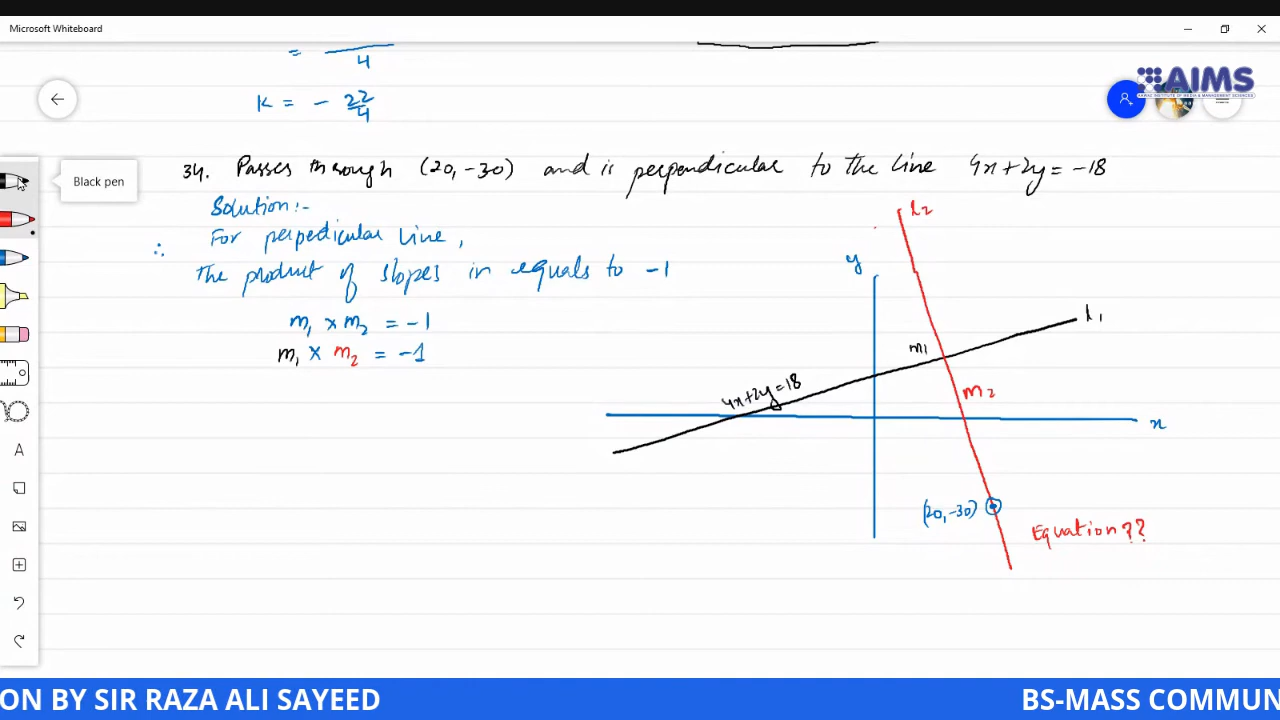 Microsoft Whiteboard
AIMS
=
4
K = - 22/4
Black pen
34. Passes through (20, -30) and is perpendicular to the line 4x + 2y = -18
Solution:-
∴ For perpedicular line,
The product of slopes in equals to -1
m₁ × m₂ = -1
m₁ × m₂ = -1
l₂
y
l₁
m₁
4x+2y=18
m₂
x
(20, -30)
Equation??
A
ON BY SIR RAZA ALI SAYEED
BS-MASS COMMUN